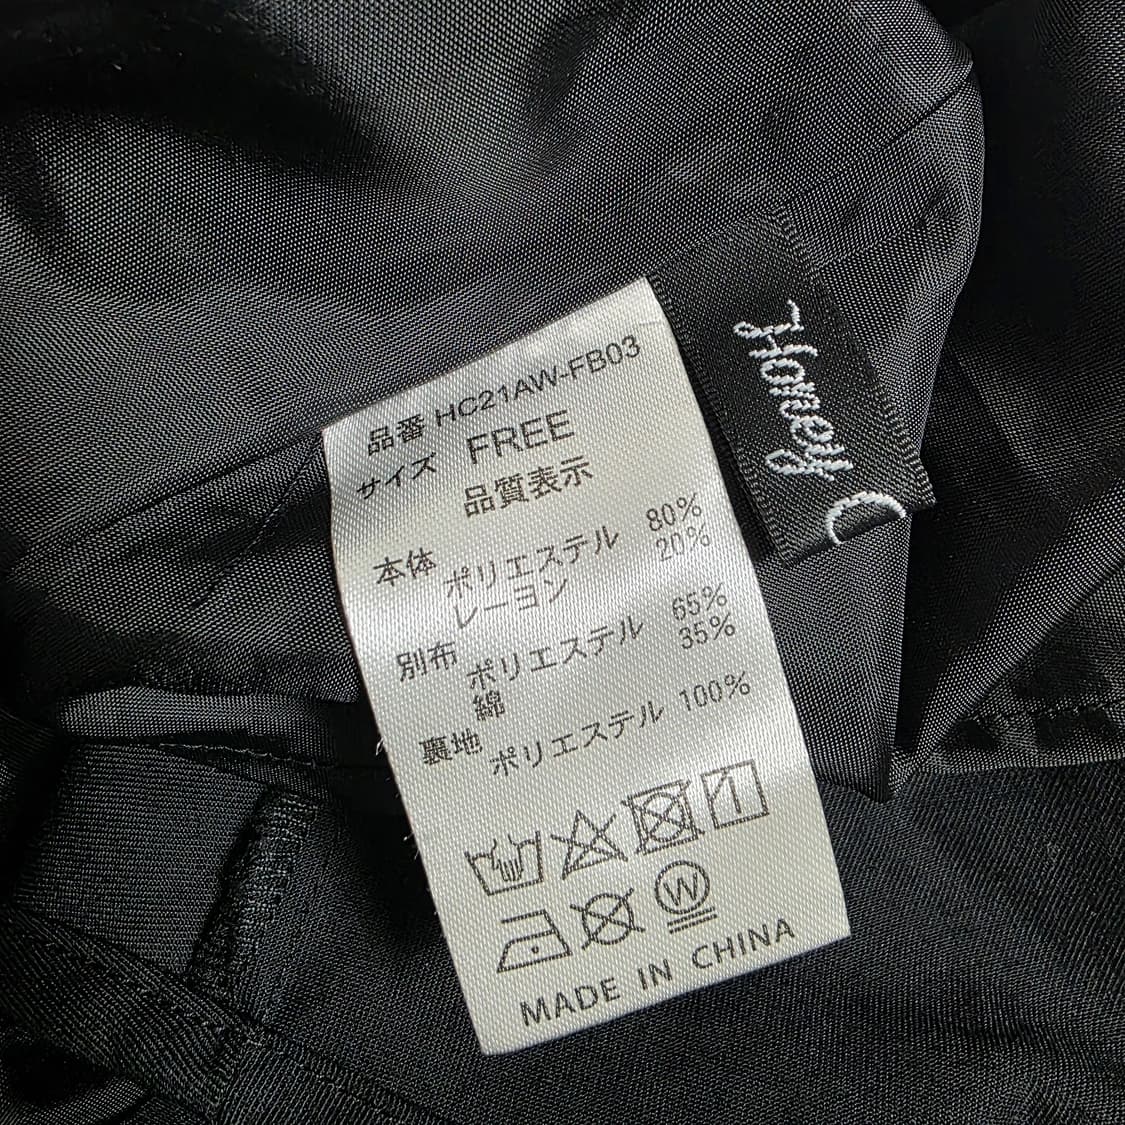 品番 HC21AW-FB03
サイズ FREE
品質表示
本体 ポリエステル 80%
レーヨン 20%
別布 ポリエステル 65%
綿 35%
裏地 ポリエステル 100%
W
MADE IN CHINA
Honey